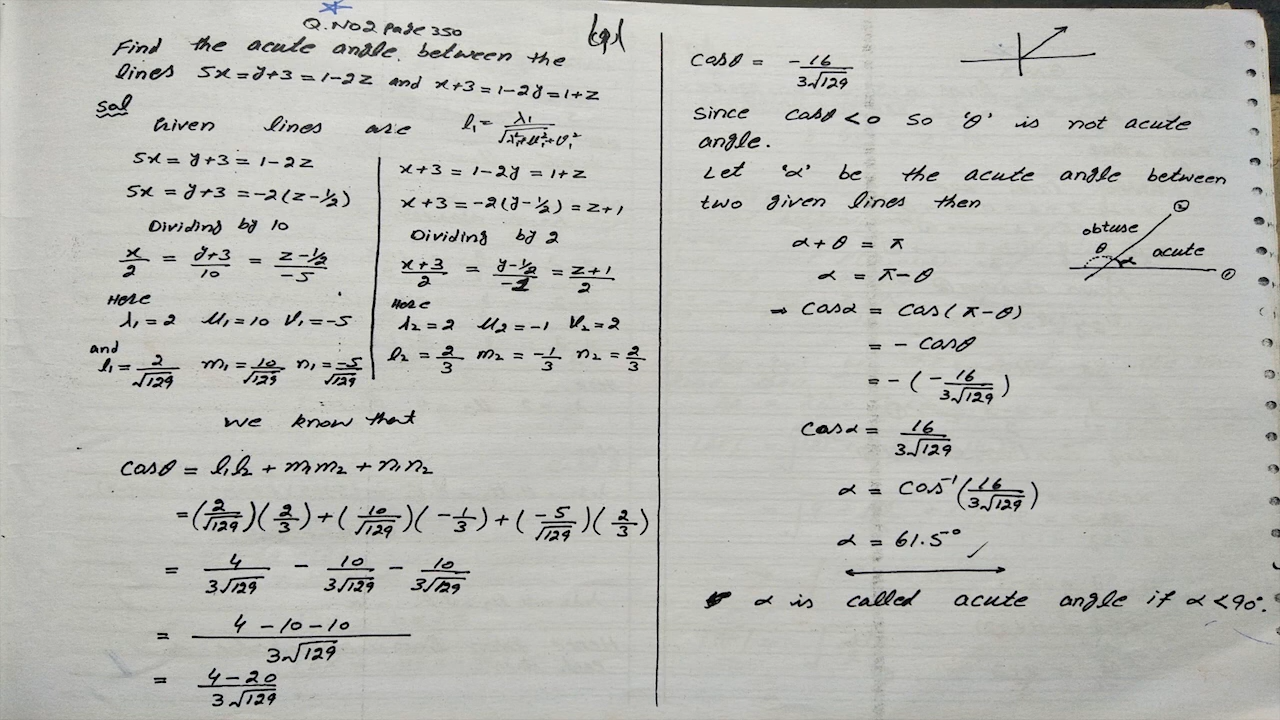 Q.NO2 page 350
Find the acute angle between the
lines 5x=y+3=1-2z and x+3=1-2y=1+z
sol
Given lines are l₁= λ₁/√(λ₁²+μ₁²+ν₁²)
5x = y+3 = 1-2z
5x = y+3 = -2(z-1/2)
Dividing by 10
x/2 = (y+3)/10 = (z-1/2)/-5
Here
λ₁=2 μ₁=10 ν₁=-5
and
l₁= 2/√129 m₁= 10/√129 n₁= -5/√129
x+3 = 1-2y = 1+z
x+3 = -2(y-1/2) = z+1
Dividing by 2
(x+3)/2 = (y-1/2)/-1 = (z+1)/2
Here
λ₂=2 μ₂=-1 ν₂=2
l₂ = 2/3 m₂ = -1/3 n₂ = 2/3
we know that
cosθ = l₁l₂ + m₁m₂ + n₁n₂
=(2/√129)(2/3)+(10/√129)(-1/3)+(-5/√129)(2/3)
= 4/3√129 - 10/3√129 - 10/3√129
= (4-10-10)/3√129
= (4-20)/3√129
cosθ = -16/3√129
Since cosθ<0 so 'θ' is not acute
angle.
Let 'α' be the acute angle between
two given lines then
α+θ = π
α = π-θ
⇒ cosα = cos(π-θ)
= - cosθ
= -(-16/3√129)
cosα = 16/3√129
α = cos⁻¹(16/3√129)
α = 61.5°
obtuse
θ
α
acute
2
1
α is called acute angle if α<90°.